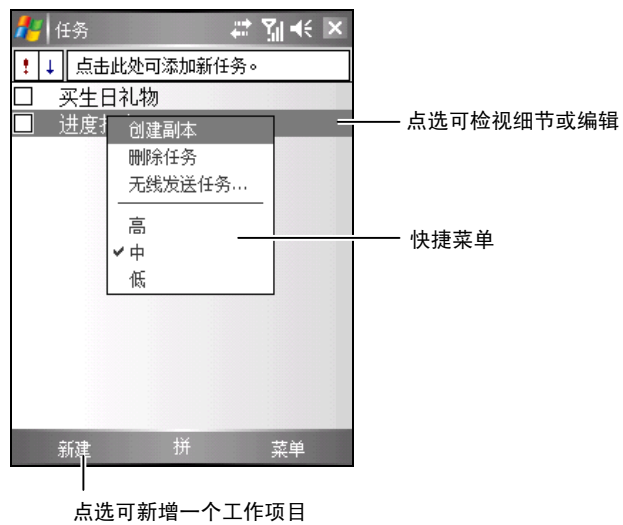 任务
点击此处可添加新任务。
买生日礼物
进度
创建副本
删除任务
无线发送任务...
高
中
低
点选可检视细节或编辑
快捷菜单
新建 拼 菜单
点选可新增一个工作项目